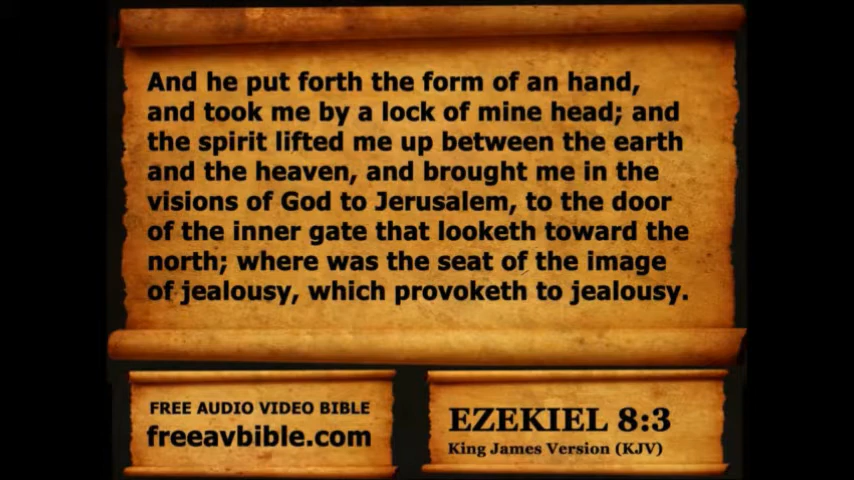 And he put forth the form of an hand,
and took me by a lock of mine head; and
the spirit lifted me up between the earth
and the heaven, and brought me in the
visions of God to Jerusalem, to the door
of the inner gate that looketh toward the
north; where was the seat of the image
of jealousy, which provoketh to jealousy.
FREE AUDIO VIDEO BIBLE
freeavbible.com
EZEKIEL 8:3
King James Version (KJV)